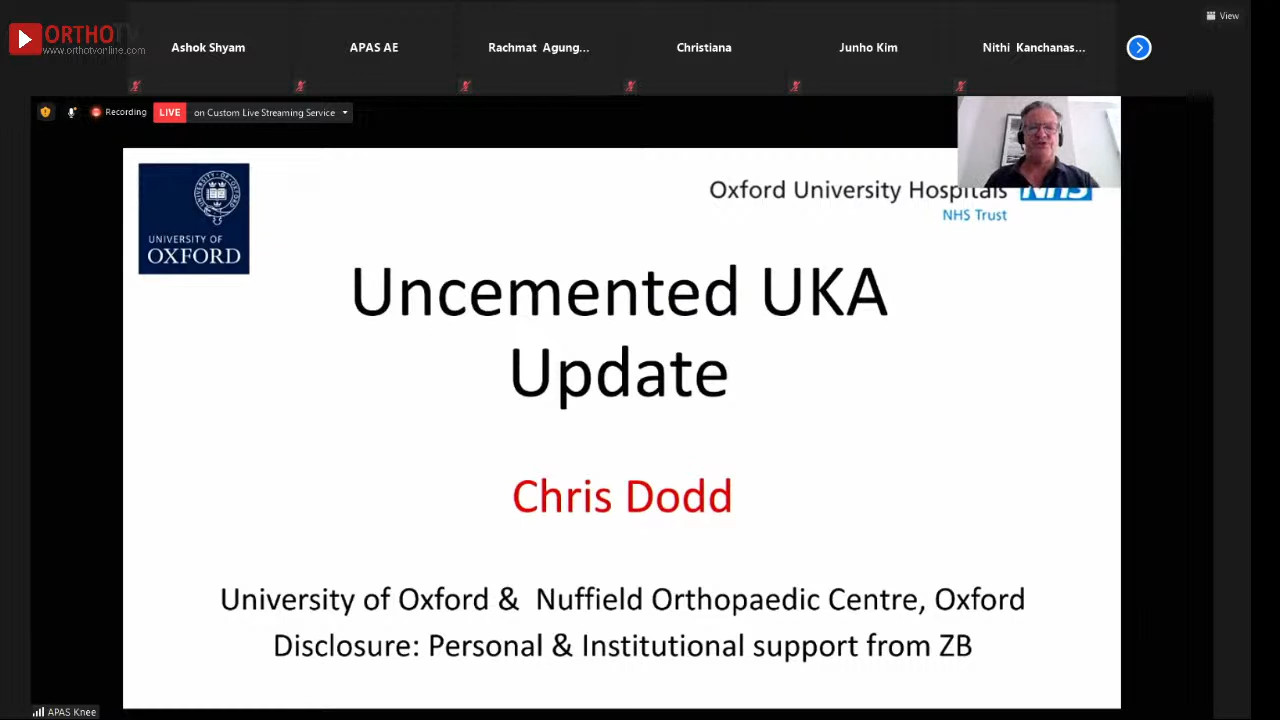 View
ORTHOTV
www.orthotvonline.com
Ashok Shyam
APAS AE
Rachmat Agung...
Christiana
Junho Kim
Nithi Kanchanas...
Recording
LIVE
on Custom Live Streaming Service
UNIVERSITY OF
OXFORD
Oxford University Hospitals NHS
NHS Trust
Uncemented UKA
Update
Chris Dodd
University of Oxford & Nuffield Orthopaedic Centre, Oxford
Disclosure: Personal & Institutional support from ZB
APAS Knee